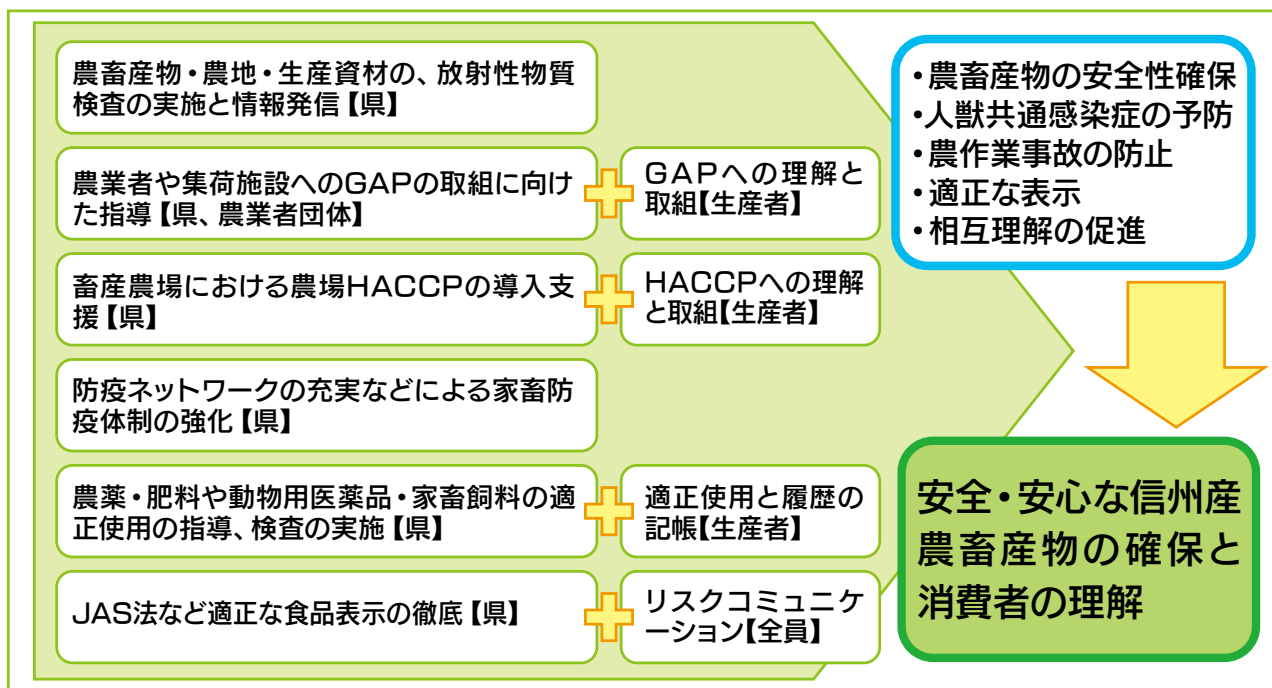 農畜産物・農地・生産資材の、放射性物質
検査の実施と情報発信【県】
農業者や集荷施設へのGAPの取組に向け
た指導【県、農業者団体】
GAPへの理解と
取組【生産者】
畜産農場における農場HACCPの導入支
援【県】
HACCPへの理解
と取組【生産者】
防疫ネットワークの充実などによる家畜防
疫体制の強化【県】
農薬・肥料や動物用医薬品・家畜飼料の適
正使用の指導、検査の実施【県】
適正使用と履歴の
記帳【生産者】
JAS法など適正な食品表示の徹底【県】
リスクコミュニケ
ーション【全員】
・農畜産物の安全性確保
・人獣共通感染症の予防
・農作業事故の防止
・適正な表示
・相互理解の促進
安全・安心な信州産
農畜産物の確保と
消費者の理解